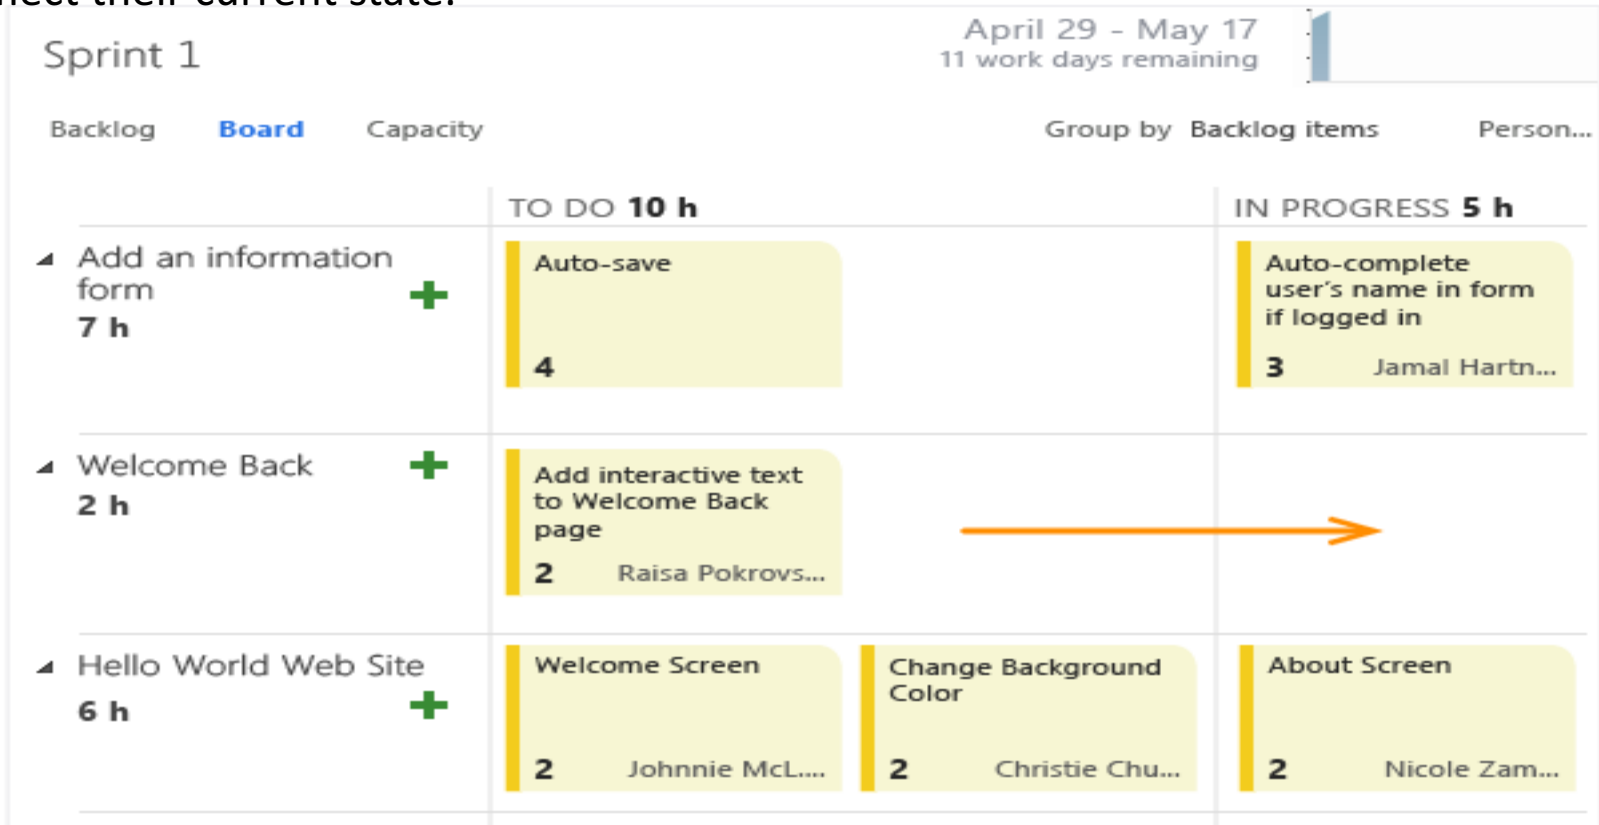 their current state.
Sprint 1
April 29 - May 17
11 work days remaining
Backlog Board Capacity
Group by Backlog items Person...
TO DO 10 h
IN PROGRESS 5 h
Add an information
form
7 h
Auto-save
4
Auto-complete
user's name in form
if logged in
3 Jamal Hartn...
Welcome Back
2 h
Add interactive text
to Welcome Back
page
2 Raisa Pokrovs...
Hello World Web Site
6 h
Welcome Screen
2 Johnnie McL....
Change Background
Color
2 Christie Chu...
About Screen
2 Nicole Zam...